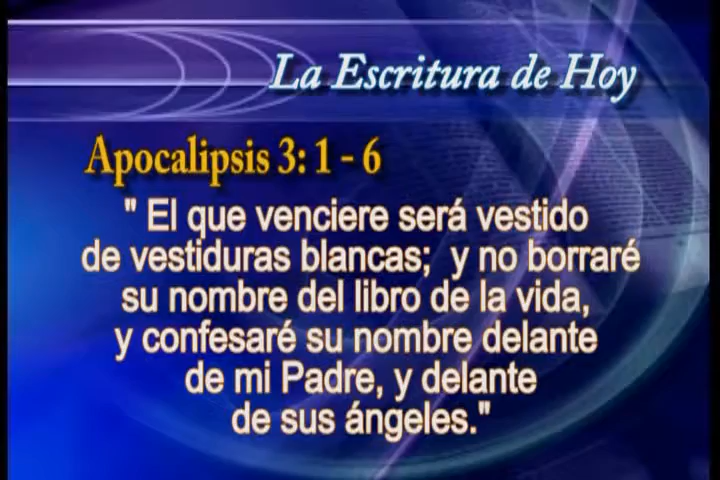 La Escritura de Hoy
Apocalipsis 3: 1 - 6
" El que venciere será vestido
de vestiduras blancas; y no borraré
su nombre del libro de la vida,
y confesaré su nombre delante
de mi Padre, y delante
de sus ángeles."